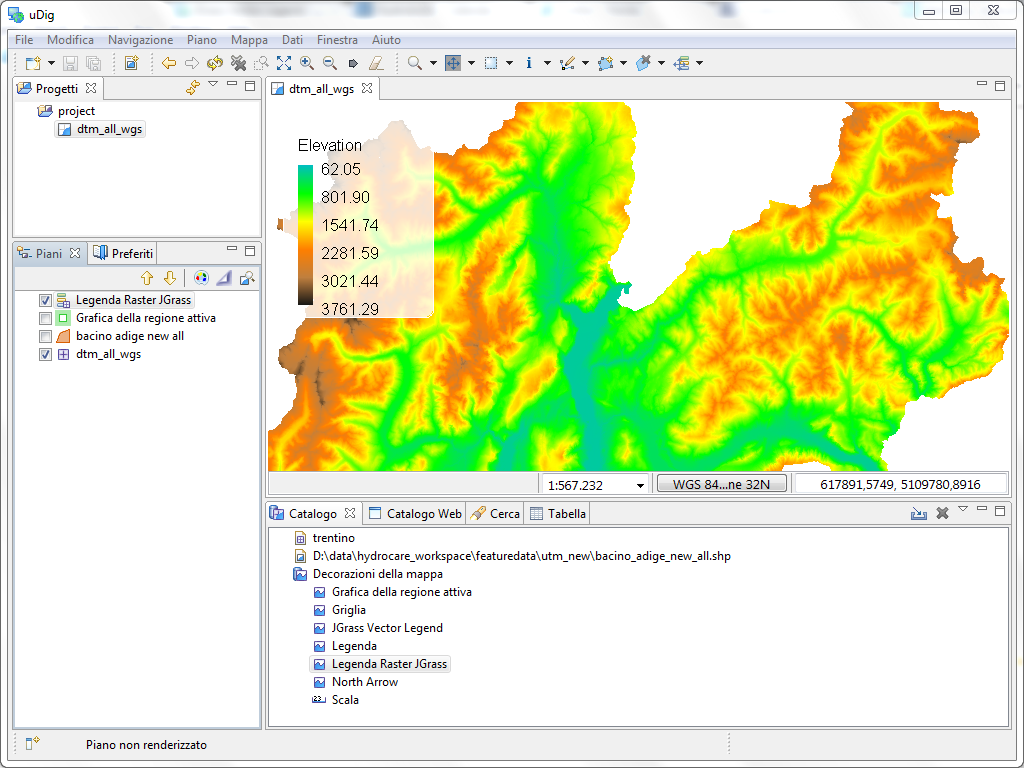 uDig
File Modifica Navigazione Piano Mappa Dati Finestra Aiuto
Progetti
project
dtm_all_wgs
Piani Preferiti
Legenda Raster JGrass
Grafica della regione attiva
bacino adige new all
dtm_all_wgs
dtm_all_wgs
Elevation
62.05
801.90
1541.74
2281.59
3021.44
3761.29
1:567.232 WGS 84...ne 32N 617891,5749, 5109780,8916
Catalogo Catalogo Web Cerca Tabella
trentino
D:\data\hydrocare_workspace\featuredata\utm_new\bacino_adige_new_all.shp
Decorazioni della mappa
Grafica della regione attiva
Griglia
JGrass Vector Legend
Legenda
Legenda Raster JGrass
North Arrow
Scala
Piano non renderizzato